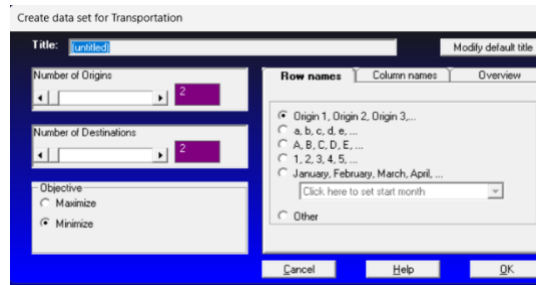 Create data set for Transportation
Title: (untitled) Modify default title
Number of Origins
2
Number of Destinations
2
Objective
Maximize
Minimize
Row names Column names Overview
Origin 1, Origin 2, Origin 3,...
a, b, c, d, e, ...
A, B, C, D, E, ...
1, 2, 3, 4, 5, ...
January, February, March, April, ...
Click here to set start month
Other
Cancel Help OK